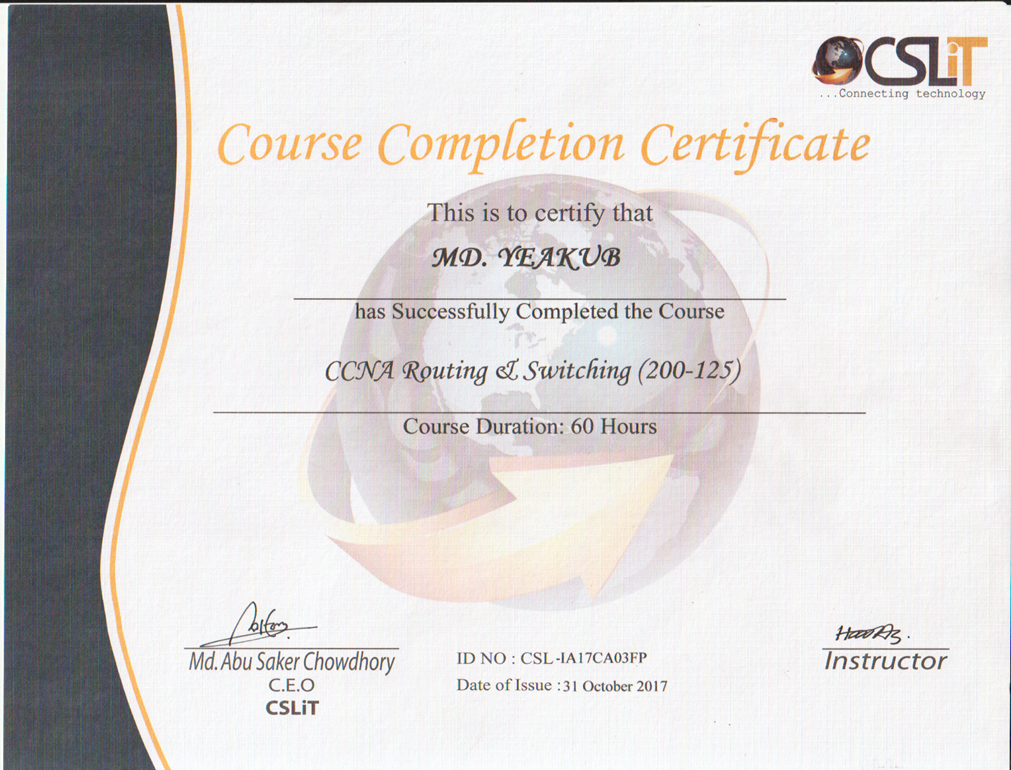 CSLiT
...Connecting technology
Course Completion Certificate
This is to certify that
MD. YEAKUB
has Successfully Completed the Course
CCNA Routing & Switching (200-125)
Course Duration: 60 Hours
Md. Abu Saker Chowdhory
C.E.O
CSLiT
ID NO : CSL-IA17CA03FP
Date of Issue : 31 October 2017
Instructor